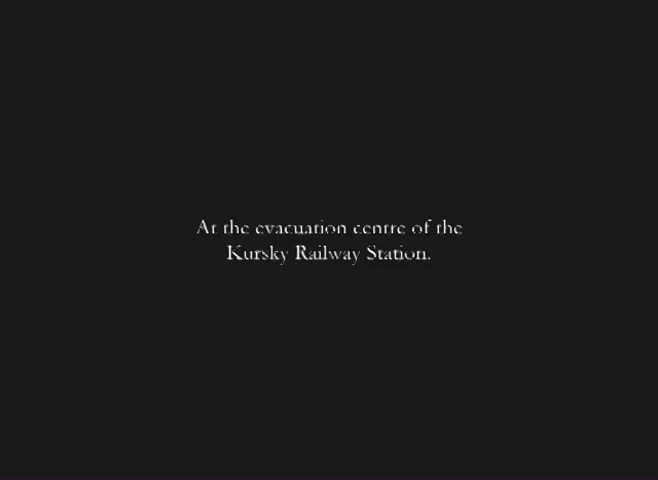 At the evacuation centre of the
Kursky Railway Station.